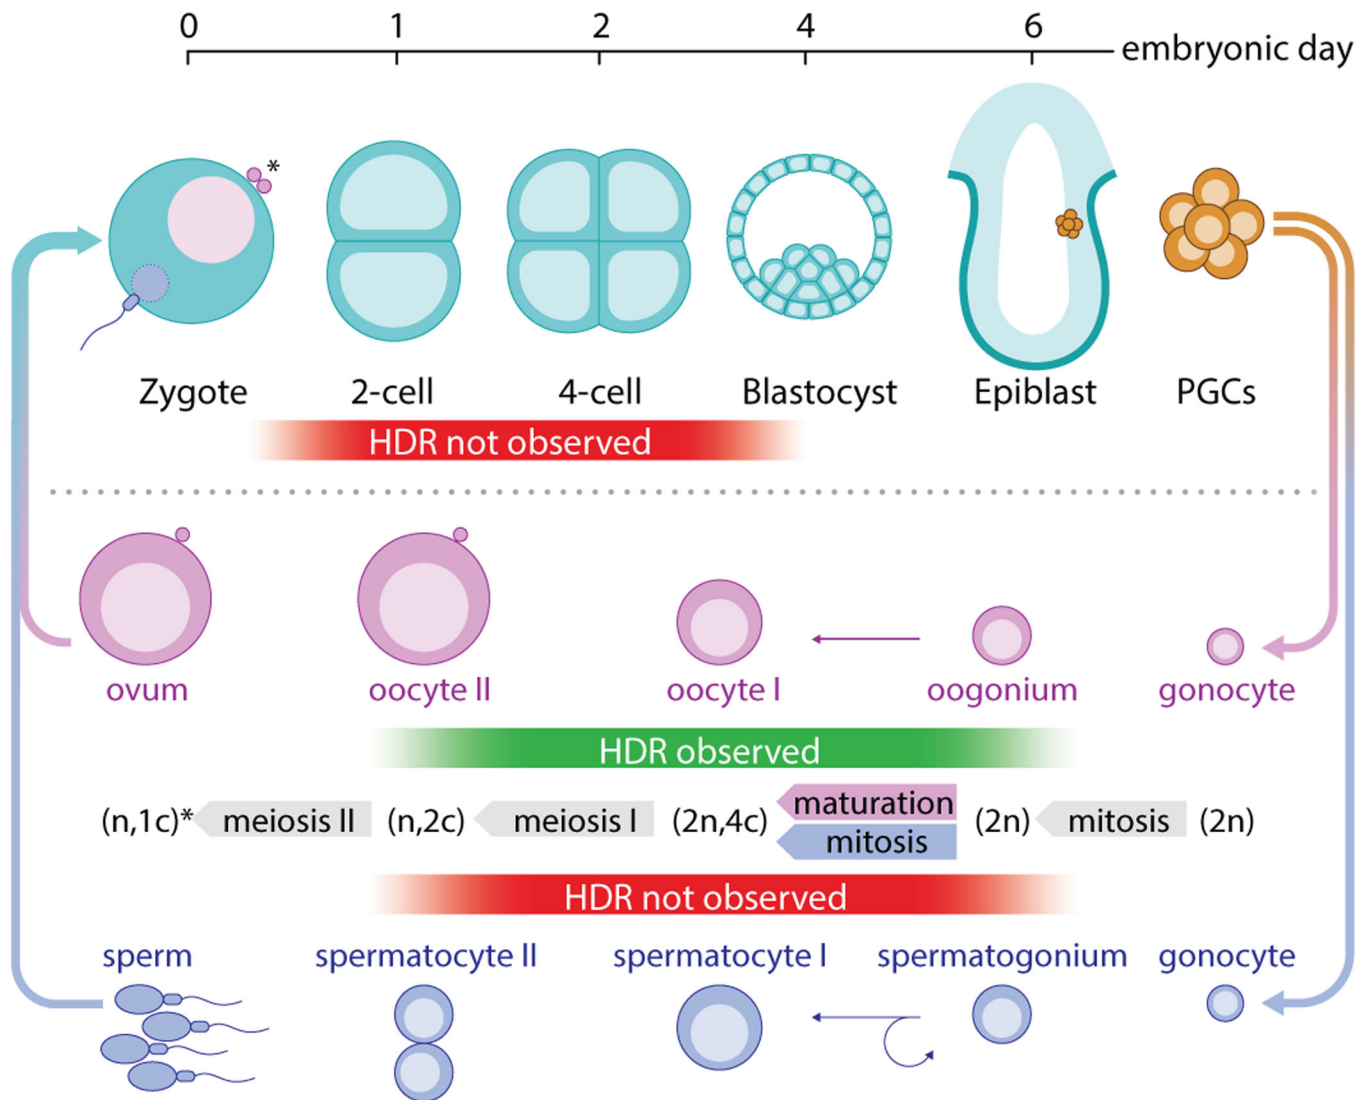 0 1 2 4 6
embryonic day
*
Zygote 2-cell 4-cell Blastocyst Epiblast PGCs
HDR not observed
ovum oocyte II oocyte I oogonium gonocyte
HDR observed
maturation
(n,1c)* meiosis II (n,2c) meiosis I (2n,4c) (2n) mitosis (2n)
mitosis
HDR not observed
sperm spermatocyte II spermatocyte I spermatogonium gonocyte